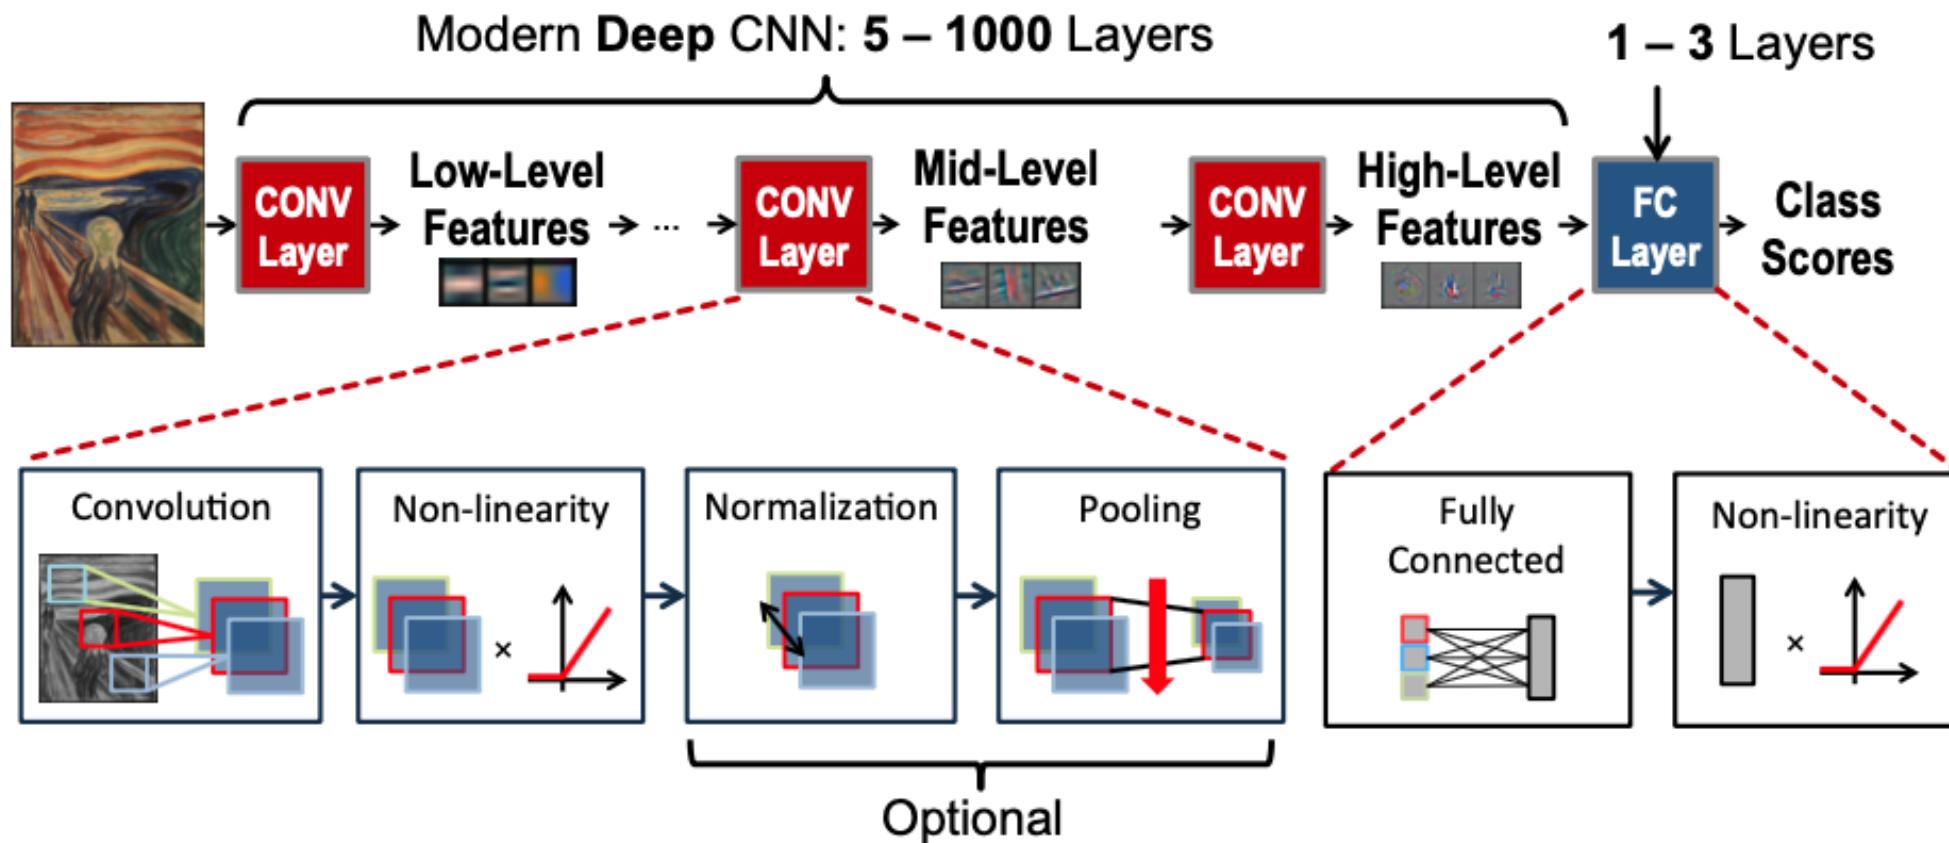 Modern Deep CNN: 5 – 1000 Layers
1 – 3 Layers
CONV
Layer
Low-Level
Features
...
CONV
Layer
Mid-Level
Features
CONV
Layer
High-Level
Features
FC
Layer
Class
Scores
Convolution
Non-linearity
×
Normalization
Pooling
Fully
Connected
Non-linearity
×
Optional